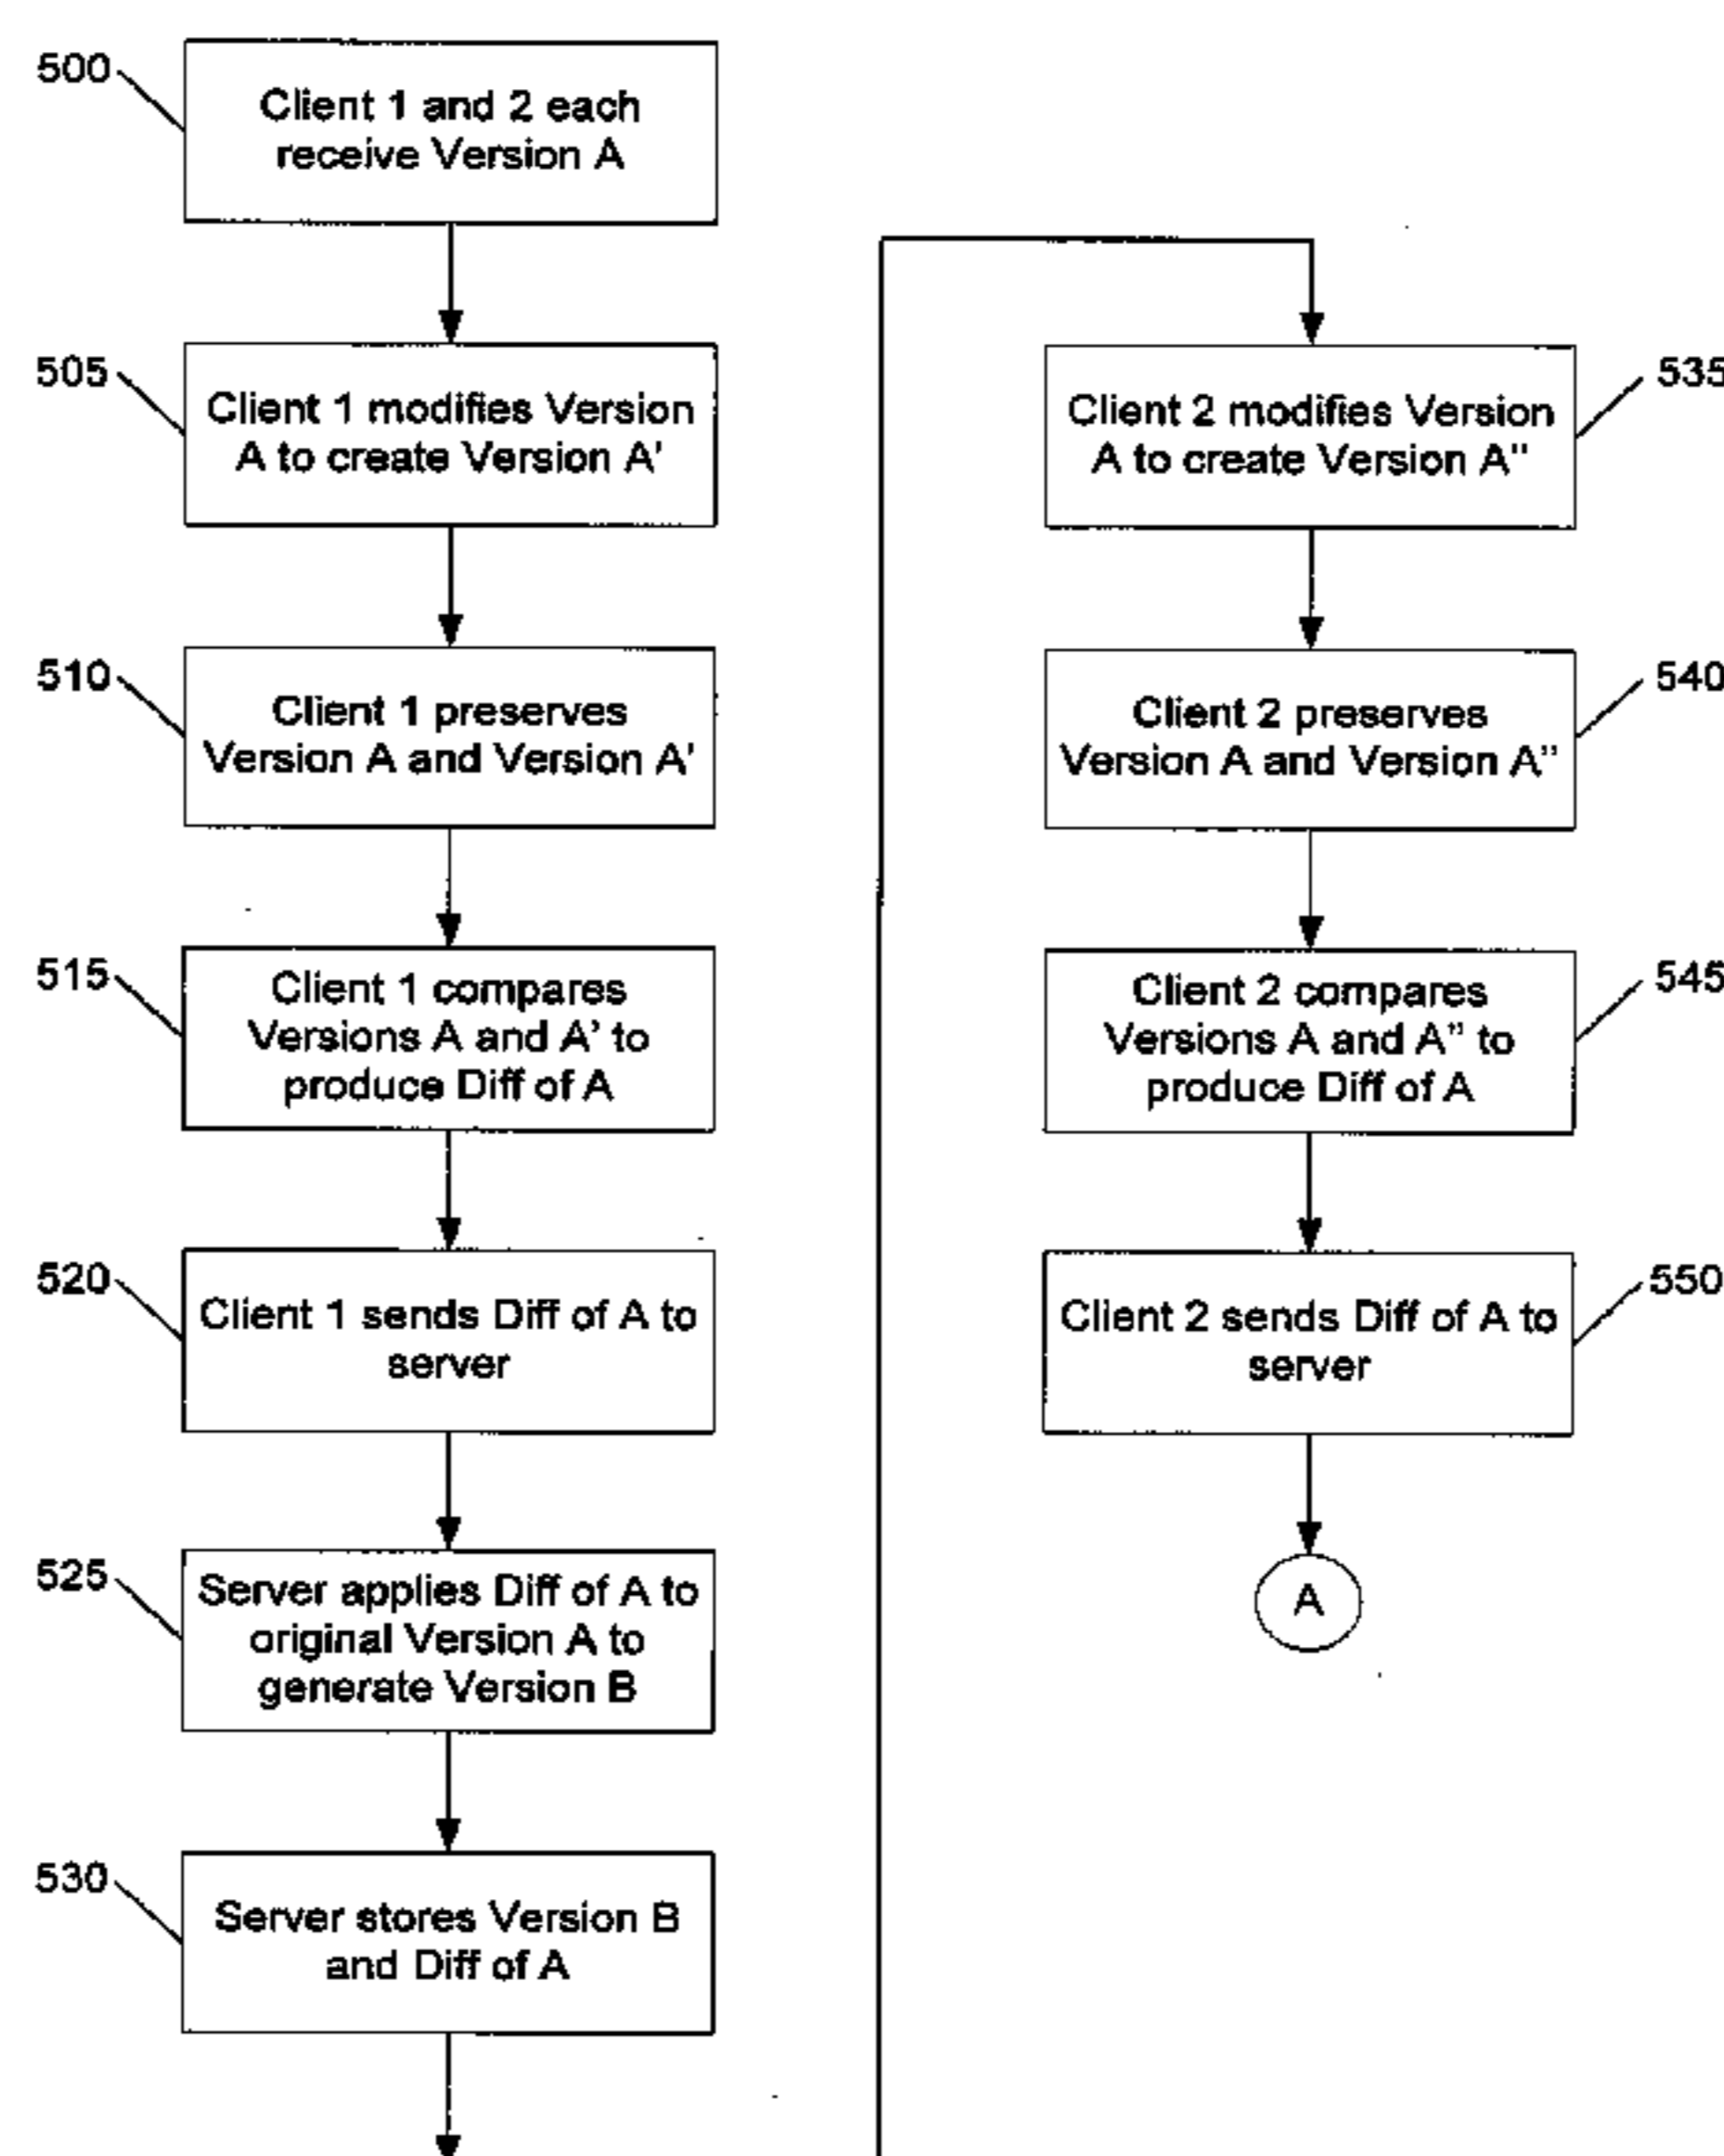 500
Client 1 and 2 each
receive Version A
505
Client 1 modifies Version
A to create Version A'
510
Client 1 preserves
Version A and Version A'
515
Client 1 compares
Versions A and A' to
produce Diff of A
520
Client 1 sends Diff of A to
server
525
Server applies Diff of A to
original Version A to
generate Version B
530
Server stores Version B
and Diff of A
535
Client 2 modifies Version
A to create Version A"
540
Client 2 preserves
Version A and Version A"
545
Client 2 compares
Versions A and A" to
produce Diff of A
550
Client 2 sends Diff of A to
server
A